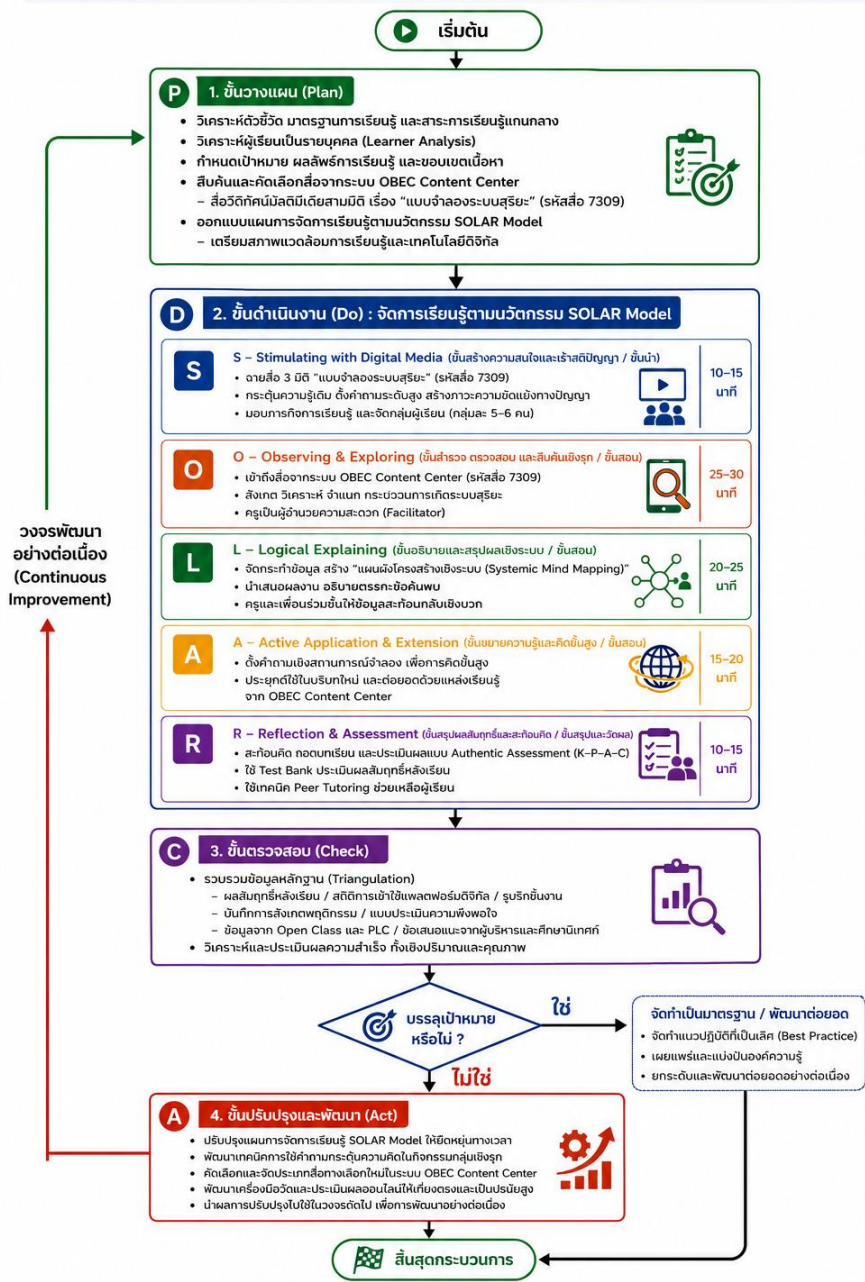 เริ่มต้น
P
1. ขั้นวางแผน (Plan)
• วิเคราะห์ตัวชี้วัด มาตรฐานการเรียนรู้ และสาระการเรียนรู้แกนกลาง
• วิเคราะห์ผู้เรียนเป็นรายบุคคล (Learner Analysis)
• กำหนดเป้าหมาย ผลลัพธ์การเรียนรู้ และขอบเขตเนื้อหา
• สืบค้นและคัดเลือกสื่อจากระบบ OBEC Content Center
– สื่อวีดิทัศน์มัลติมีเดียสามมิติ เรื่อง “แบบจำลองระบบสุริยะ” (รหัสสื่อ 7309)
• ออกแบบแผนการจัดการเรียนรู้ตามนวัตกรรม SOLAR Model
– เตรียมสภาพแวดล้อมการเรียนรู้และเทคโนโลยีดิจิทัล
D
2. ขั้นดำเนินงาน (Do) : จัดการเรียนรู้ตามนวัตกรรม SOLAR Model
S
S – Stimulating with Digital Media (ขั้นสร้างความสนใจและเร้าสติปัญญา / ขั้นนำ)
• ฉายสื่อ 3 มิติ “แบบจำลองระบบสุริยะ” (รหัสสื่อ 7309)
• กระตุ้นความรู้เดิม ตั้งคำถามระดับสูง สร้างภาวะความขัดแย้งทางปัญญา
• มอบภารกิจการเรียนรู้ และจัดกลุ่มผู้เรียน (กลุ่มละ 5–6 คน)
10–15
นาที
O
O – Observing & Exploring (ขั้นสำรวจ ตรวจสอบ และสืบค้นเชิงรุก / ขั้นสอน)
• เข้าถึงสื่อจากระบบ OBEC Content Center (รหัสสื่อ 7309)
• สังเกต วิเคราะห์ จำแนก กระบวนการเกิดระบบสุริยะ
• ครูเป็นผู้อำนวยความสะดวก (Facilitator)
25–30
นาที
L
L – Logical Explaining (ขั้นอธิบายและสรุปผลเชิงระบบ / ขั้นสอน)
• จัดกระทำข้อมูล สร้าง “แผนผังโครงสร้างเชิงระบบ (Systemic Mind Mapping)”
• นำเสนอผลงาน อธิบายตรรกะข้อค้นพบ
• ครูและเพื่อนร่วมชั้นให้ข้อมูลสะท้อนกลับเชิงบวก
20–25
นาที
A
A – Active Application & Extension (ขั้นขยายความรู้และคิดขั้นสูง / ขั้นสอน)
• ตั้งคำถามเชิงสถานการณ์จำลอง เพื่อการคิดขั้นสูง
• ประยุกต์ใช้ในบริบทใหม่ และต่อยอดด้วยแหล่งเรียนรู้
จาก OBEC Content Center
15–20
นาที
R
R – Reflection & Assessment (ขั้นสรุปผลสัมฤทธิ์และสะท้อนคิด / ขั้นสรุปและวัดผล)
• สะท้อนคิด ถอดบทเรียน และประเมินผลแบบ Authentic Assessment (K–P–A–C)
• ใช้ Test Bank ประเมินผลสัมฤทธิ์หลังเรียน
• ใช้เทคนิค Peer Tutoring ช่วยเหลือผู้เรียน
10–15
นาที
วงจรพัฒนา
อย่างต่อเนื่อง
(Continuous
Improvement)
C
3. ขั้นตรวจสอบ (Check)
• รวบรวมข้อมูลหลักฐาน (Triangulation)
– ผลสัมฤทธิ์หลังเรียน / สถิติการเข้าใช้แพลตฟอร์มดิจิทัล / รูบริกชิ้นงาน
– บันทึกการสังเกตพฤติกรรม / แบบประเมินความพึงพอใจ
– ข้อมูลจาก Open Class และ PLC / ข้อเสนอแนะจากผู้บริหารและศึกษานิเทศก์
• วิเคราะห์และประเมินผลความสำเร็จ ทั้งเชิงปริมาณและคุณภาพ
บรรลุเป้าหมาย
หรือไม่ ?
ใช่
ไม่ใช่
จัดทำเป็นมาตรฐาน / พัฒนาต่อยอด
• จัดทำแนวปฏิบัติที่เป็นเลิศ (Best Practice)
• เผยแพร่และแบ่งปันองค์ความรู้
• ยกระดับและพัฒนาต่อยอดอย่างต่อเนื่อง
A
4. ขั้นปรับปรุงและพัฒนา (Act)
• ปรับปรุงแผนการจัดการเรียนรู้ SOLAR Model ให้ยืดหยุ่นทางเวลา
• พัฒนาเทคนิคการใช้คำถามกระตุ้นความคิดในกิจกรรมกลุ่มเชิงรุก
• คัดเลือกและจัดประเภทสื่อทางเลือกใหม่ในระบบ OBEC Content Center
• พัฒนาเครื่องมือวัดและประเมินผลออนไลน์ให้เที่ยงตรงและเป็นปรนัยสูง
• นำผลการปรับปรุงไปใช้ในวงจรถัดไป เพื่อการพัฒนาอย่างต่อเนื่อง
สิ้นสุดกระบวนการ